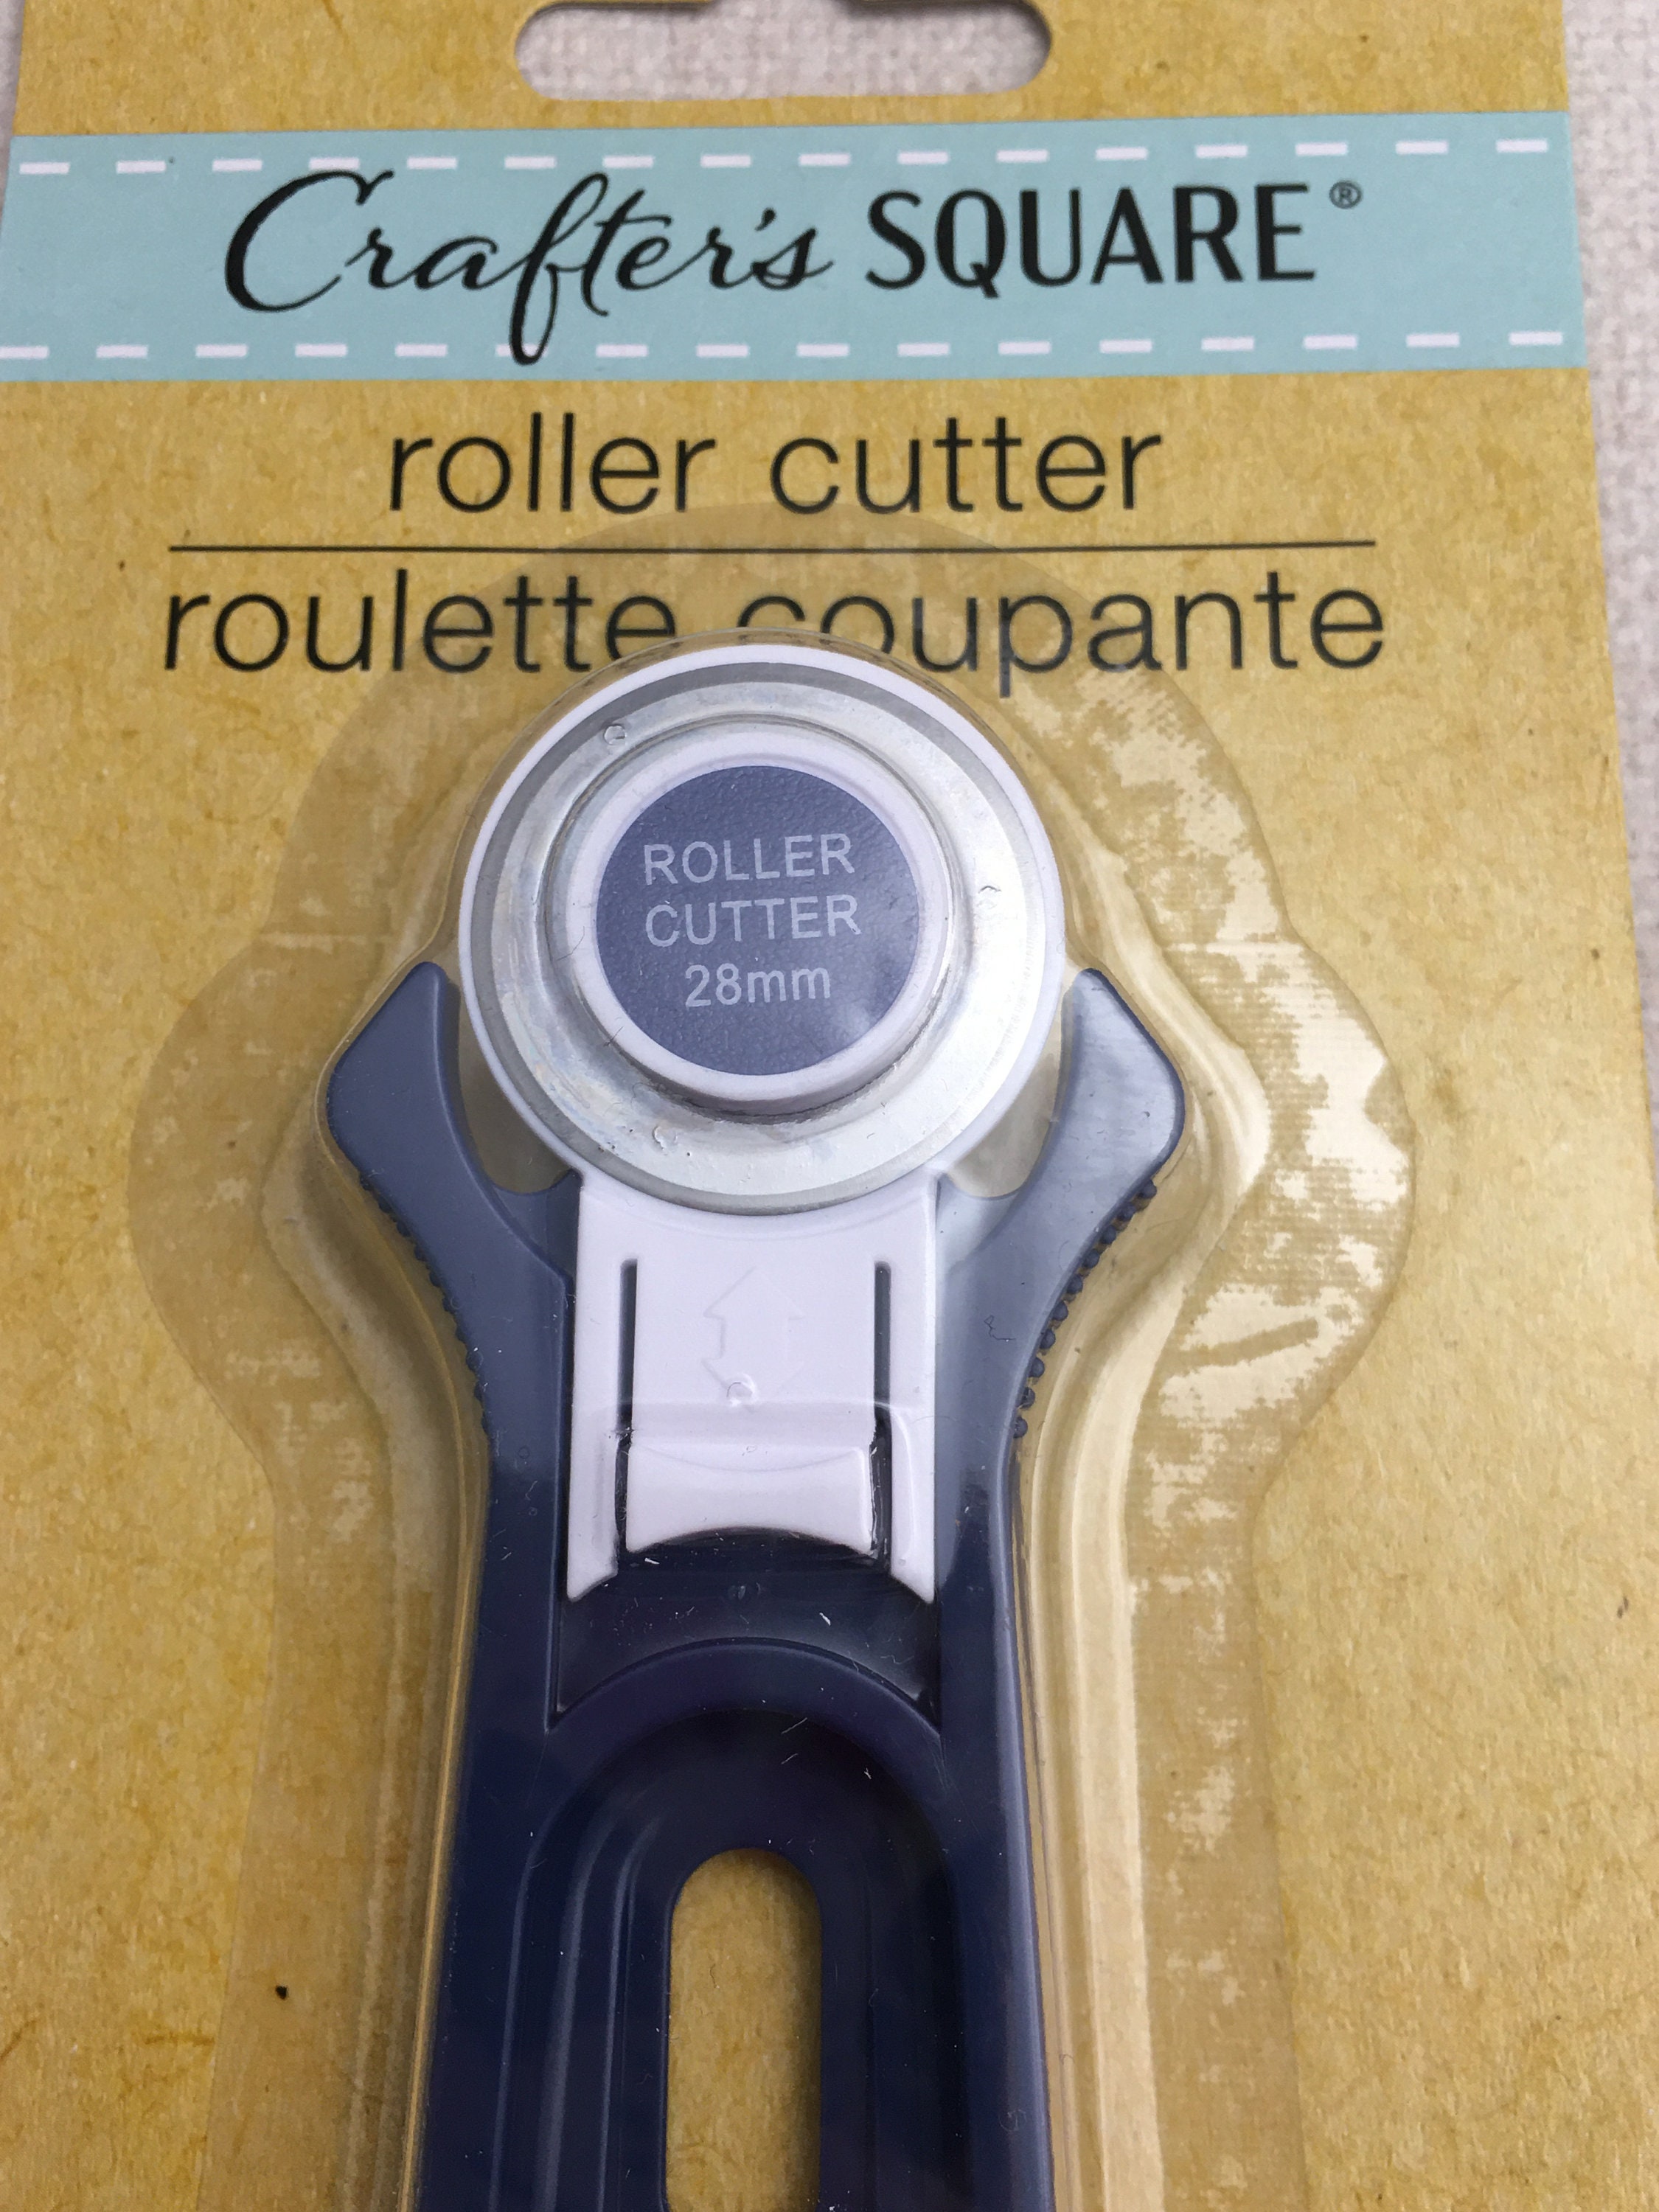 Crafter's SQUARE®
roller cutter
roulette coupante
ROLLER
CUTTER
28mm